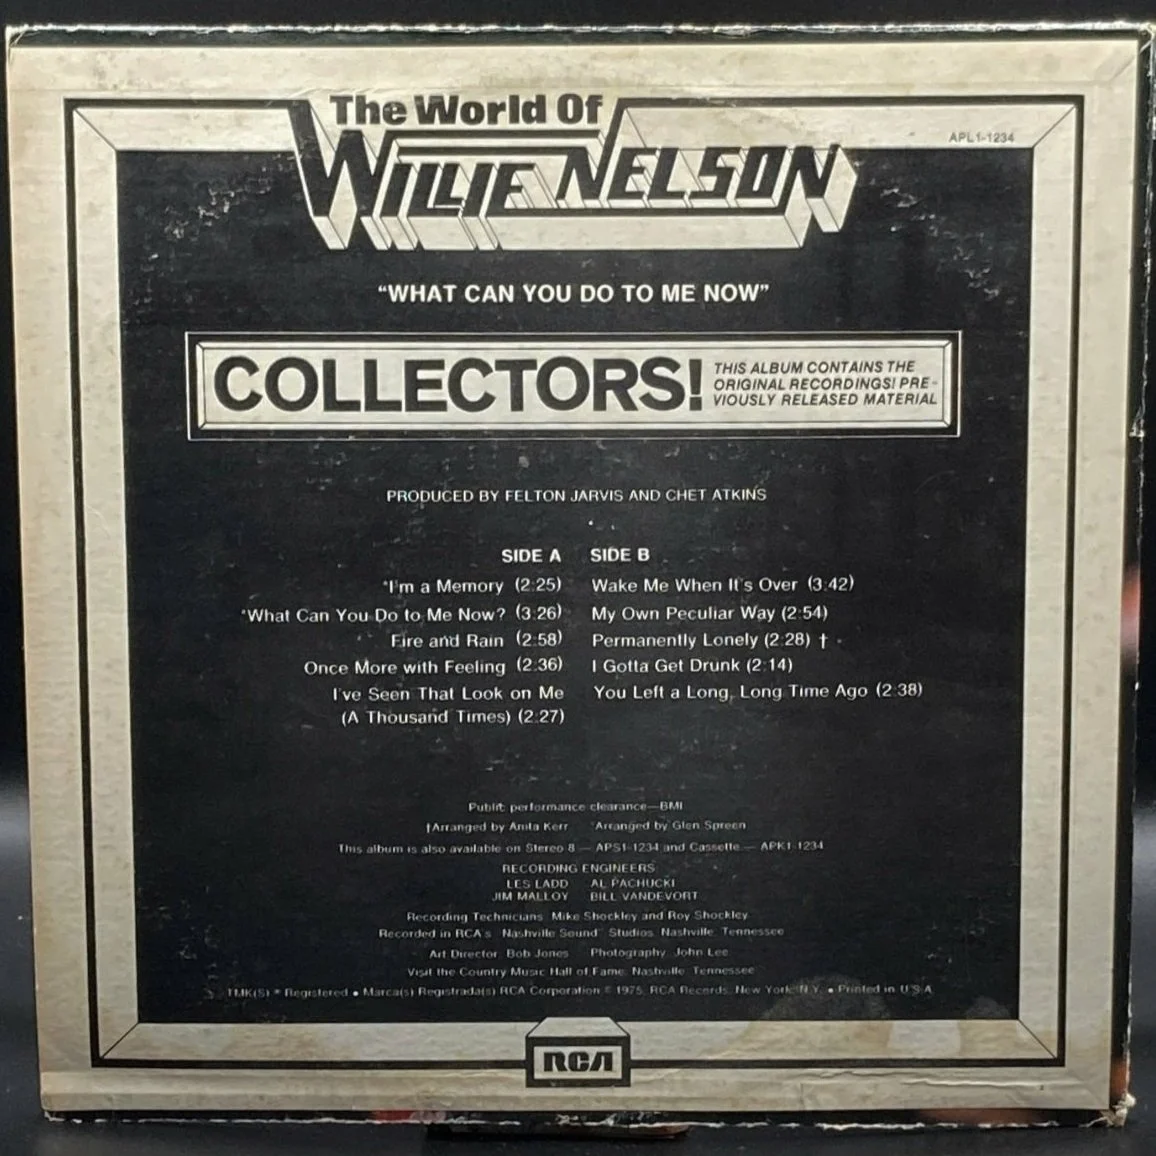 The World Of
WILLIE NELSON
APL1-1234
“WHAT CAN YOU DO TO ME NOW”
COLLECTORS!
THIS ALBUM CONTAINS THE
ORIGINAL RECORDINGS! PRE-
VIOUSLY RELEASED MATERIAL
PRODUCED BY FELTON JARVIS AND CHET ATKINS
SIDE A
*I'm a Memory (2:25)
*What Can You Do to Me Now? (3:26)
Fire and Rain (2:58)
Once More with Feeling (2:36)
I've Seen That Look on Me
(A Thousand Times) (2:27)
SIDE B
Wake Me When It's Over (3:42)
My Own Peculiar Way (2:54)
Permanently Lonely (2:28) †
I Gotta Get Drunk (2:14)
You Left a Long, Long Time Ago (2:38)
Public performance clearance—BMI
†Arranged by Anita Kerr *Arranged by Glen Spreen
This album is also available on Stereo 8 — APS1-1234 and Cassette — APK1-1234
RECORDING ENGINEERS:
LES LADD AL PACHUCKI
JIM MALLOY BILL VANDEVORT
Recording Technicians: Mike Shockley and Roy Shockley
Recorded in RCA's "Nashville Sound" Studios, Nashville, Tennessee
Art Director: Bob Jones Photography: John Lee
Visit the Country Music Hall of Fame, Nashville, Tennessee
TMK(S) ® Registered • Marca(s) Registrada(s) RCA Corporation © 1975, RCA Records, New York, N.Y. • Printed in U.S.A.
RCA